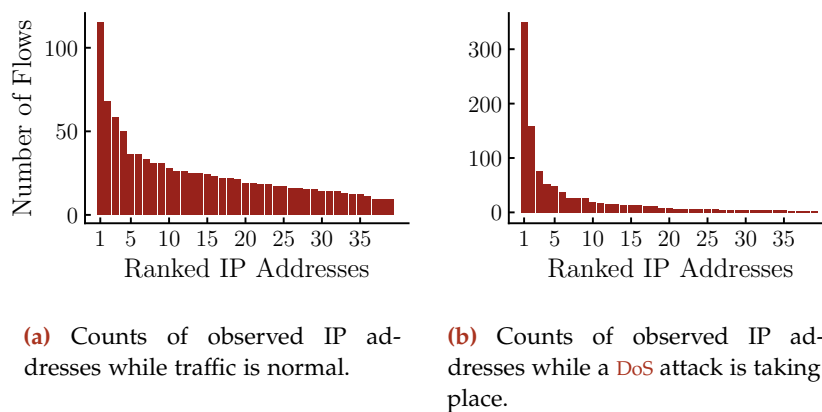 Number of Flows
100
50
0
1 5 10 15 20 25 30 35
Ranked IP Addresses
300
200
100
0
1 5 10 15 20 25 30 35
Ranked IP Addresses
(a) Counts of observed IP ad-
dresses while traffic is normal.
(b) Counts of observed IP ad-
dresses while a DoS attack is taking
place.